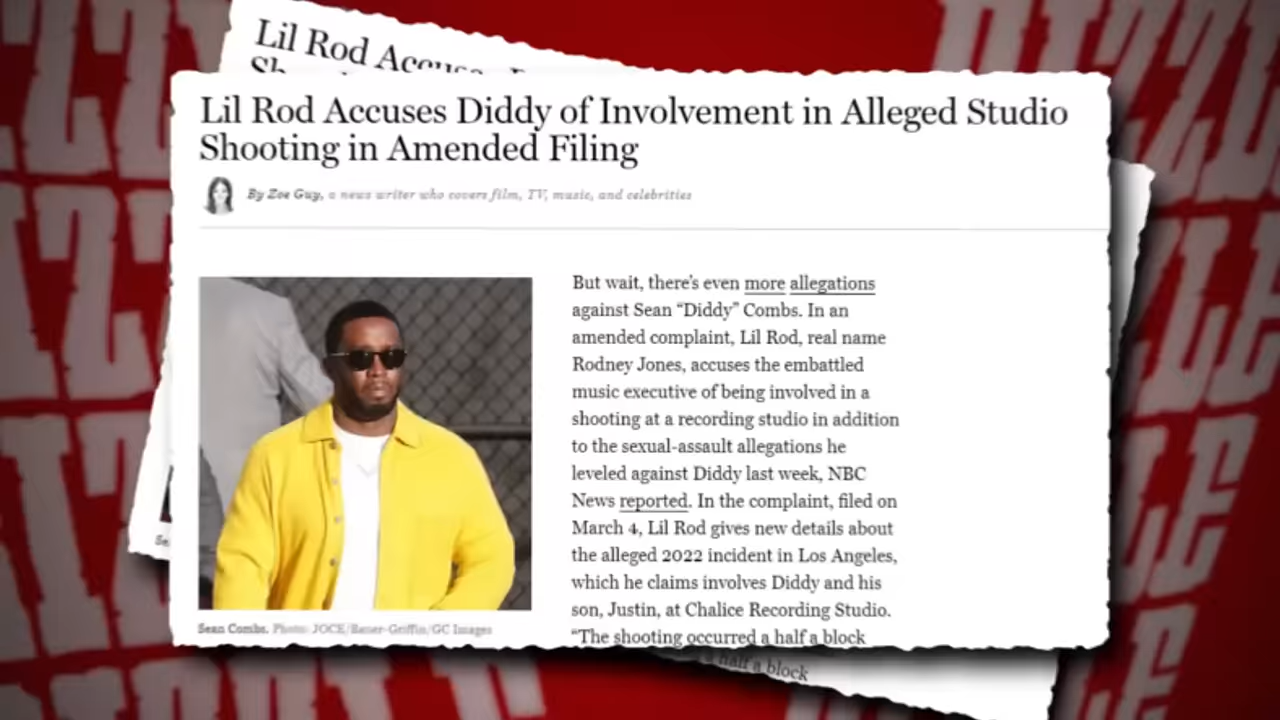 Lil Rod Accuses
Lil Rod Accuses Diddy of Involvement in Alleged Studio
Shooting in Amended Filing
By Zoe Guy, a news writer who covers film, TV, music, and celebrities
But wait, there's even more allegations
against Sean “Diddy” Combs. In an
amended complaint, Lil Rod, real name
Rodney Jones, accuses the embattled
music executive of being involved in a
shooting at a recording studio in addition
to the sexual-assault allegations he
leveled against Diddy last week, NBC
News reported. In the complaint, filed on
March 4, Lil Rod gives new details about
the alleged 2022 incident in Los Angeles,
which he claims involves Diddy and his
son, Justin, at Chalice Recording Studio.
“The shooting occurred a half a block
Sean Combs. Photo: JOCE/Bauer-Griffin/GC Images
a half a block